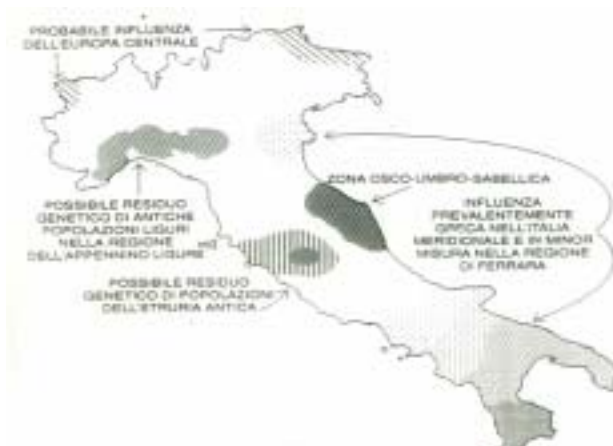 PROBABILE INFLUENZA
DELL'EUROPA CENTRALE
ZONA OSCO-UMBRO-SABELLICA
POSSIBILE RESIDUO
GENETICO DI ANTICHE
POPOLAZIONI LIGURI
NELLA REGIONE
DELL'APPENNINO LIGURE
INFLUENZA
PREVALENTEMENTE
GRECA NELL'ITALIA
MERIDIONALE E IN MINOR
MISURA NELLA REGIONE
DI FERRARA
POSSIBILE RESIDUO
GENETICO DI POPOLAZIONI
DELL'ETRURIA ANTICA